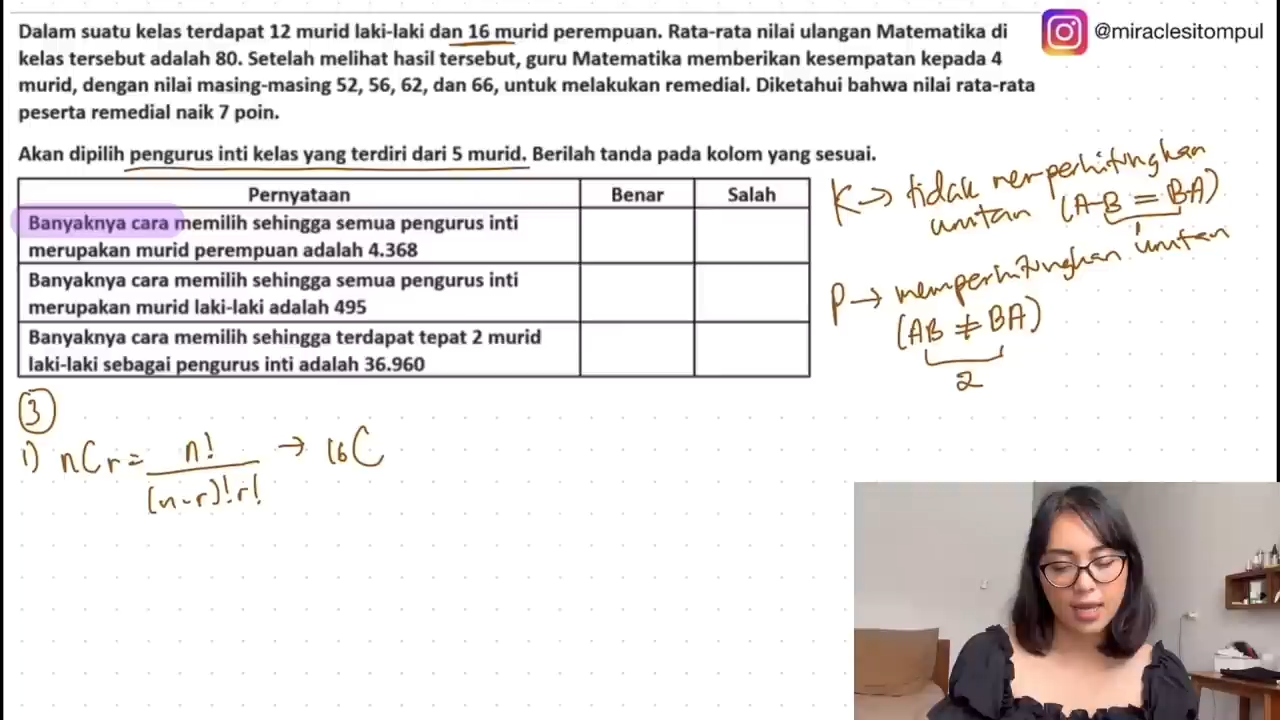 Dalam suatu kelas terdapat 12 murid laki-laki dan 16 murid perempuan. Rata-rata nilai ulangan Matematika di
kelas tersebut adalah 80. Setelah melihat hasil tersebut, guru Matematika memberikan kesempatan kepada 4
murid, dengan nilai masing-masing 52, 56, 62, dan 66, untuk melakukan remedial. Diketahui bahwa nilai rata-rata
peserta remedial naik 7 poin.
@miraclesitompul
Akan dipilih pengurus inti kelas yang terdiri dari 5 murid. Berilah tanda pada kolom yang sesuai.
Pernyataan Benar Salah
Banyaknya cara memilih sehingga semua pengurus inti
merupakan murid perempuan adalah 4.368
Banyaknya cara memilih sehingga semua pengurus inti
merupakan murid laki-laki adalah 495
Banyaknya cara memilih sehingga terdapat tepat 2 murid
laki-laki sebagai pengurus inti adalah 36.960
K → tidak memperhitungkan
urutan (AB = BA)
1
P → memperhitungkan urutan
(AB ≠ BA)
2
3
1) nCr = n! / (n-r)!r! → 16C